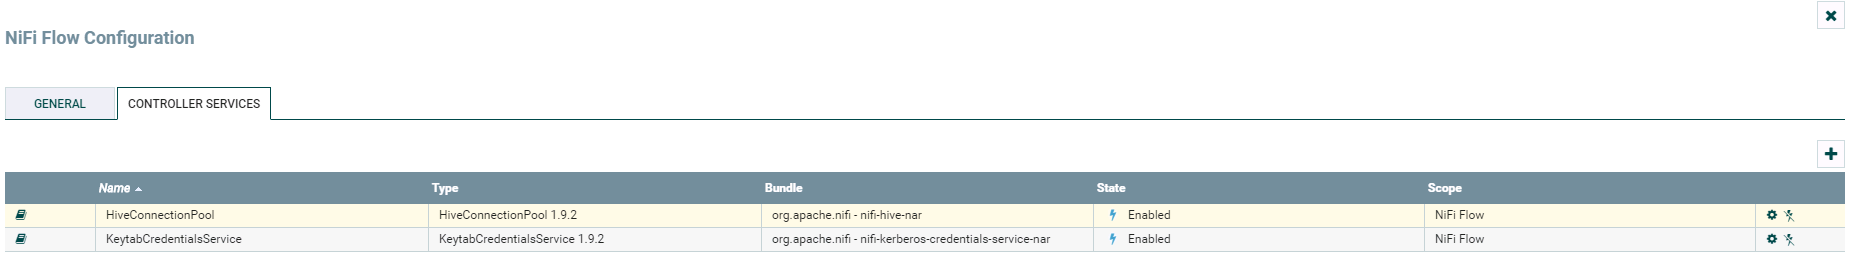 NiFi Flow Configuration
GENERAL CONTROLLER SERVICES
Name Type Bundle State Scope
HiveConnectionPool HiveConnectionPool 1.9.2 org.apache.nifi - nifi-hive-nar Enabled NiFi Flow
KeytabCredentialsService KeytabCredentialsService 1.9.2 org.apache.nifi - nifi-kerberos-credentials-service-nar Enabled NiFi Flow